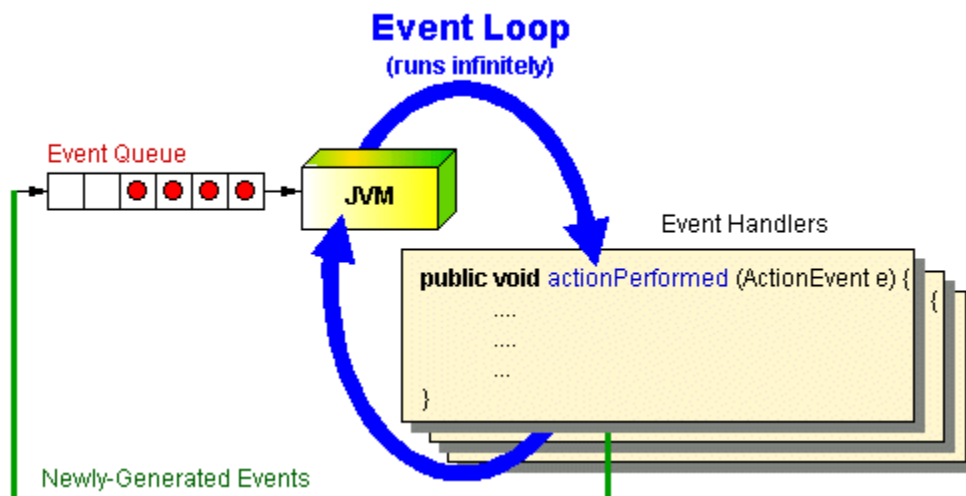 Event Loop
(runs infinitely)
Event Queue
JVM
Event Handlers
public void actionPerformed (ActionEvent e) {
{
....
....
...
}
Newly-Generated Events